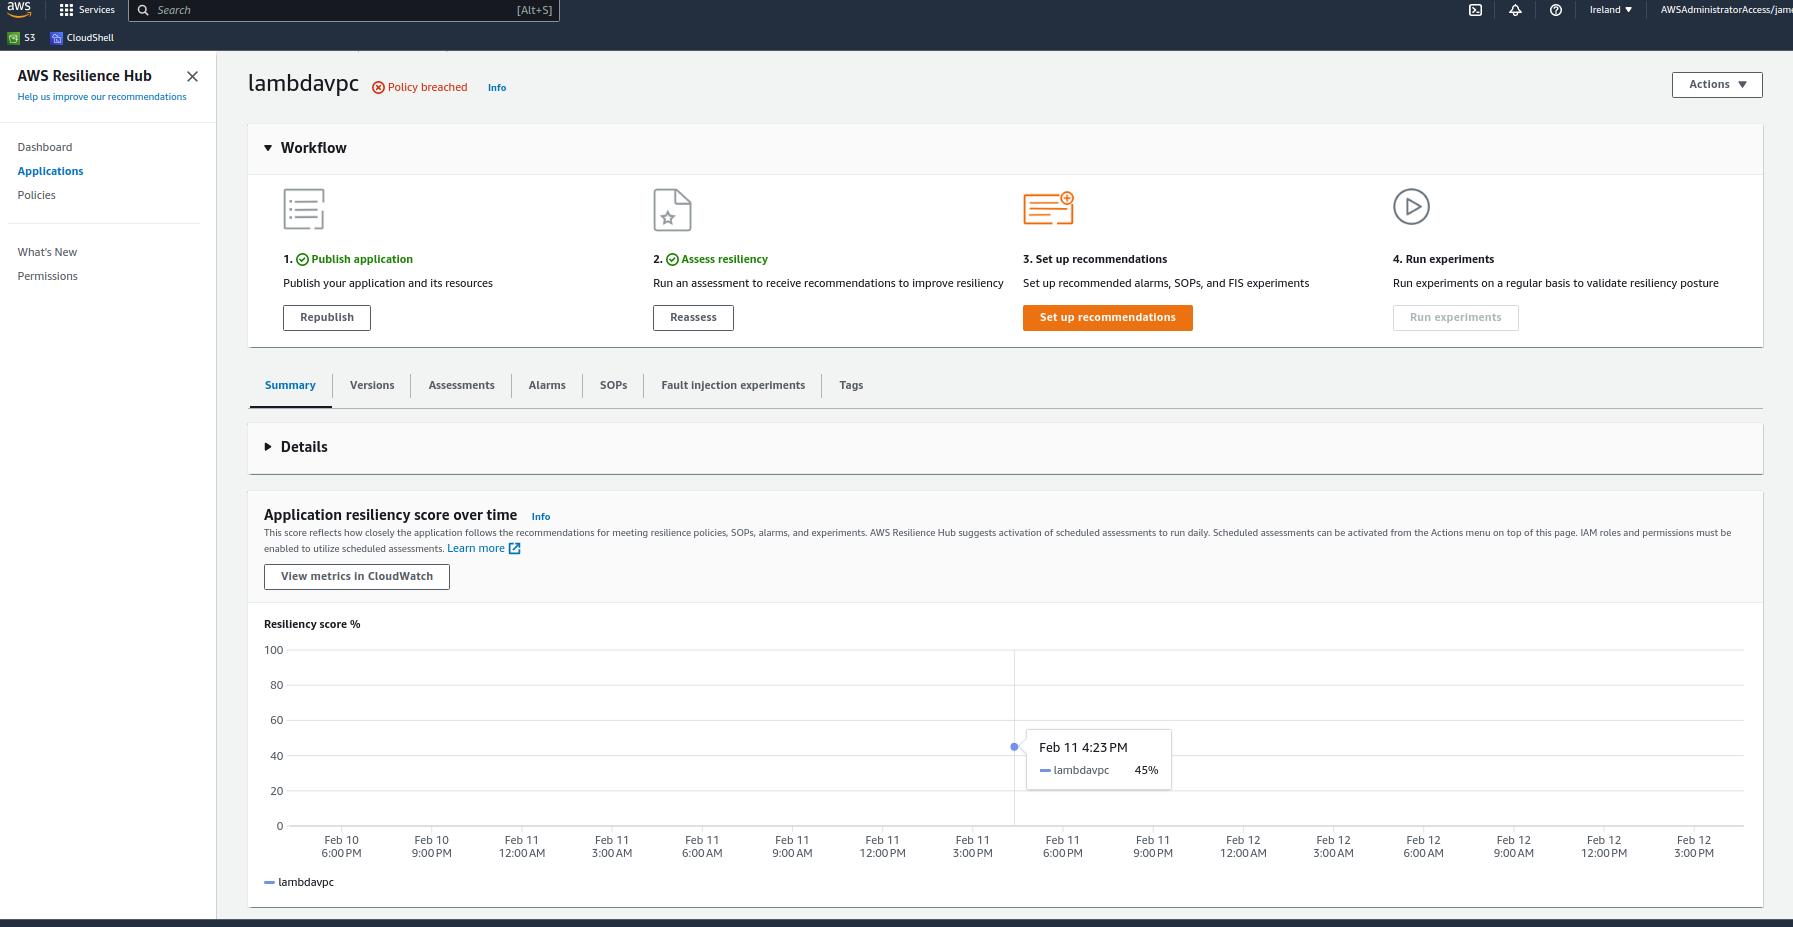 aws
Services
Search
[Alt+S]
Ireland
AWSAdministratorAccess/jame
S3
CloudShell
AWS Resilience Hub
Help us improve our recommendations
Dashboard
Applications
Policies
What's New
Permissions
lambdavpc
Policy breached
Info
Actions
Workflow
1. Publish application
Publish your application and its resources
Republish
2. Assess resiliency
Run an assessment to receive recommendations to improve resiliency
Reassess
3. Set up recommendations
Set up recommended alarms, SOPs, and FIS experiments
Set up recommendations
4. Run experiments
Run experiments on a regular basis to validate resiliency posture
Run experiments
Summary
Versions
Assessments
Alarms
SOPs
Fault injection experiments
Tags
Details
Application resiliency score over time
Info
This score reflects how closely the application follows the recommendations for meeting resilience policies, SOPs, alarms, and experiments. AWS Resilience Hub suggests activation of scheduled assessments to run daily. Scheduled assessments can be activated from the Actions menu on top of this page. IAM roles and permissions must be
enabled to utilize scheduled assessments. Learn more
View metrics in CloudWatch
Resiliency score %
100
80
60
40
20
0
Feb 11 4:23 PM
lambdavpc 45%
Feb 10
6:00 PM
Feb 10
9:00 PM
Feb 11
12:00 AM
Feb 11
3:00 AM
Feb 11
6:00 AM
Feb 11
9:00 AM
Feb 11
12:00 PM
Feb 11
3:00 PM
Feb 11
6:00 PM
Feb 11
9:00 PM
Feb 12
12:00 AM
Feb 12
3:00 AM
Feb 12
6:00 AM
Feb 12
9:00 AM
Feb 12
12:00 PM
Feb 12
3:00 PM
lambdavpc